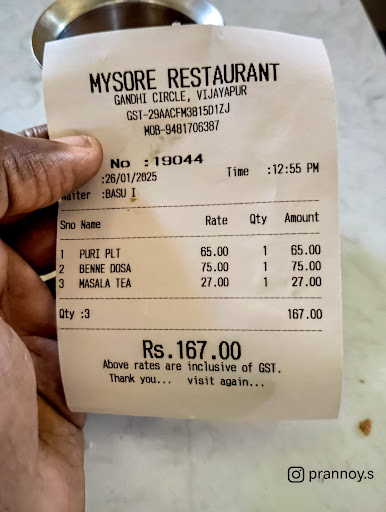 MYSORE RESTAURANT
GANDHI CIRCLE, VIJAYAPUR
GST-29AACFM3815D1ZJ
MOB-9481706387
No :19044
:26/01/2025 Time :12:55 PM
Waiter :BASU I
Sno Name Rate Qty Amount
1 PURI PLT 65.00 1 65.00
2 BENNE DOSA 75.00 1 75.00
3 MASALA TEA 27.00 1 27.00
Qty :3 167.00
Rs.167.00
Above rates are inclusive of GST.
Thank you... visit again...
prannoy.s